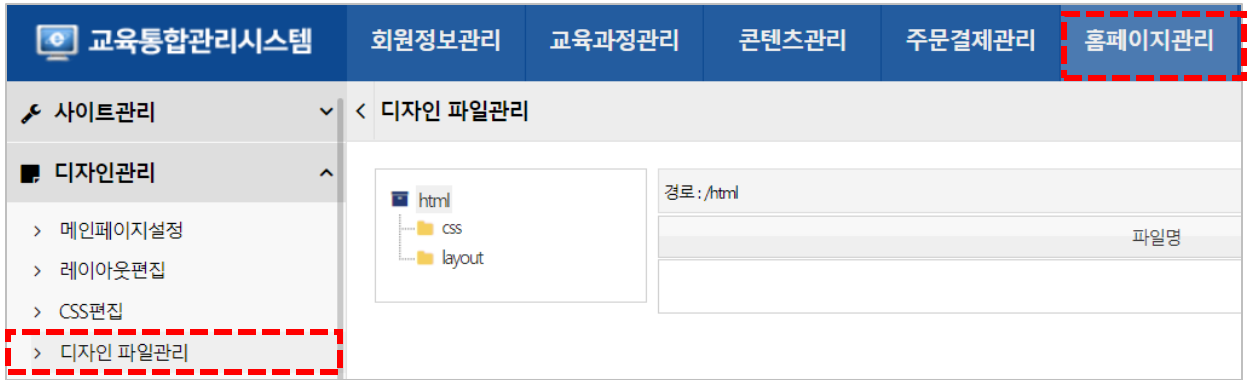 교육통합관리시스템 회원정보관리 교육과정관리 콘텐츠관리 주문결제관리 홈페이지관리
사이트관리
디자인 파일관리
디자인관리
메인페이지설정
레이아웃편집
CSS편집
디자인 파일관리
html
css
layout
경로 : /html
파일명